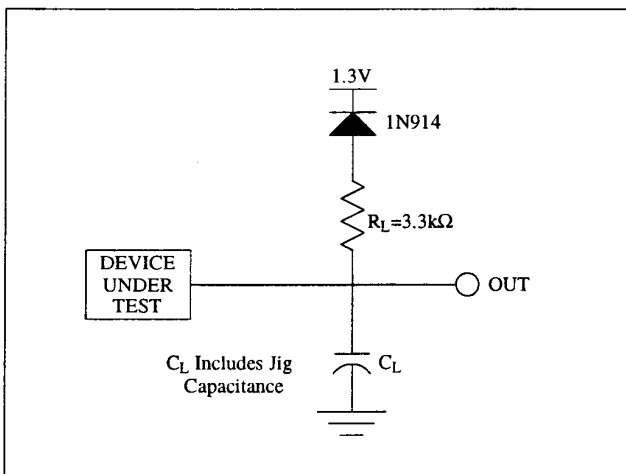 1.3V
1N914
R_L=3.3kΩ
DEVICE
UNDER
TEST
OUT
C_L Includes Jig
Capacitance
C_L